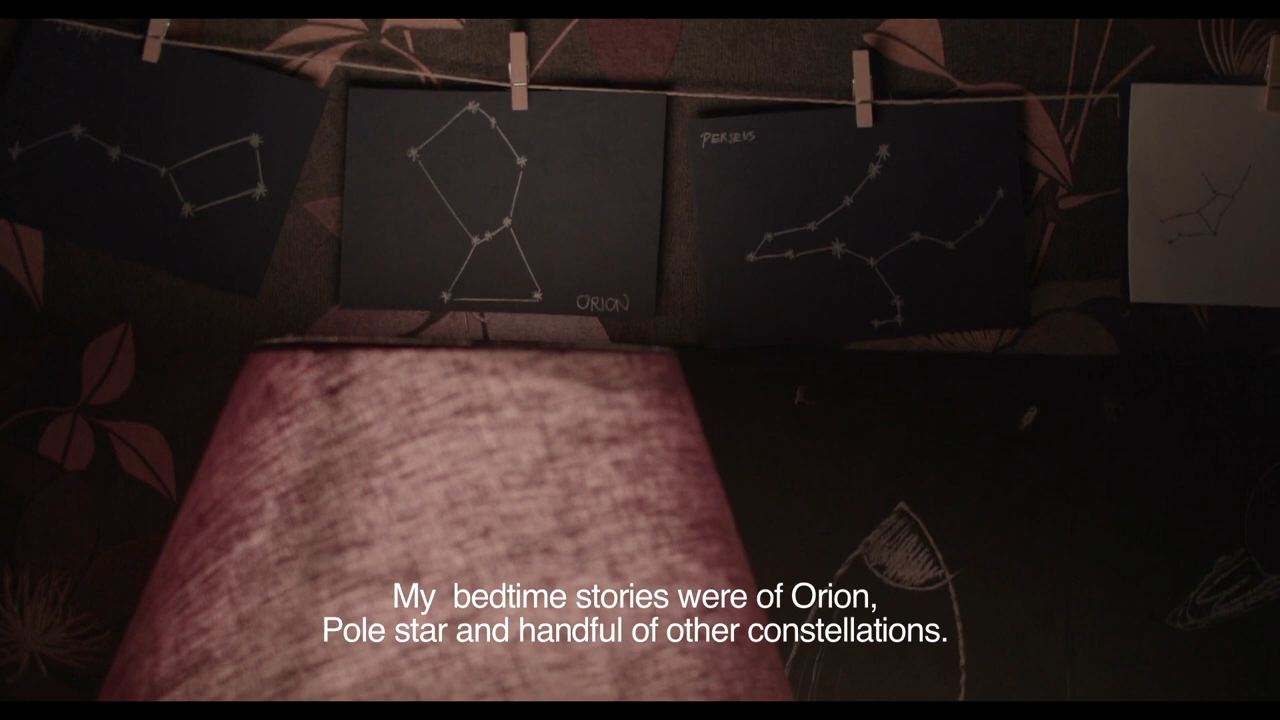 PERSEUS
ORION
My  bedtime stories were of Orion,
Pole star and handful of other constellations.